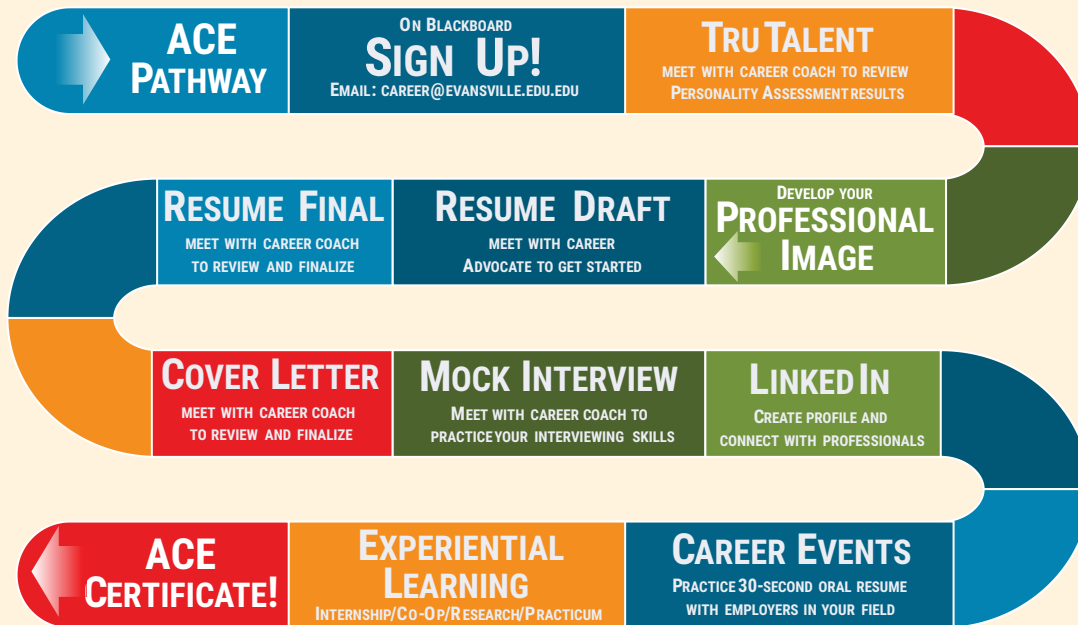 ACE
PATHWAY
ON BLACKBOARD
SIGN UP!
EMAIL: CAREER@EVANSVILLE.EDU.EDU
TRUTALENT
MEET WITH CAREER COACH TO REVIEW
PERSONALITY ASSESSMENT RESULTS
DEVELOP YOUR
PROFESSIONAL
IMAGE
RESUME DRAFT
MEET WITH CAREER
ADVOCATE TO GET STARTED
RESUME FINAL
MEET WITH CAREER COACH
TO REVIEW AND FINALIZE
COVER LETTER
MEET WITH CAREER COACH
TO REVIEW AND FINALIZE
MOCK INTERVIEW
MEET WITH CAREER COACH TO
PRACTICE YOUR INTERVIEWING SKILLS
LINKEDIN
CREATE PROFILE AND
CONNECT WITH PROFESSIONALS
CAREER EVENTS
PRACTICE 30-SECOND ORAL RESUME
WITH EMPLOYERS IN YOUR FIELD
EXPERIENTIAL
LEARNING
INTERNSHIP/CO-OP/RESEARCH/PRACTICUM
ACE
CERTIFICATE!